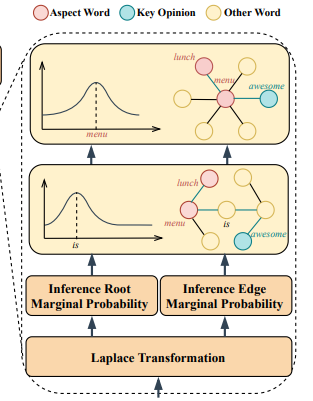 Aspect Word Key Opinion Other Word
lunch
menu
awesome
menu
lunch
is
menu
awesome
is
Inference Root
Marginal Probability
Inference Edge
Marginal Probability
Laplace Transformation